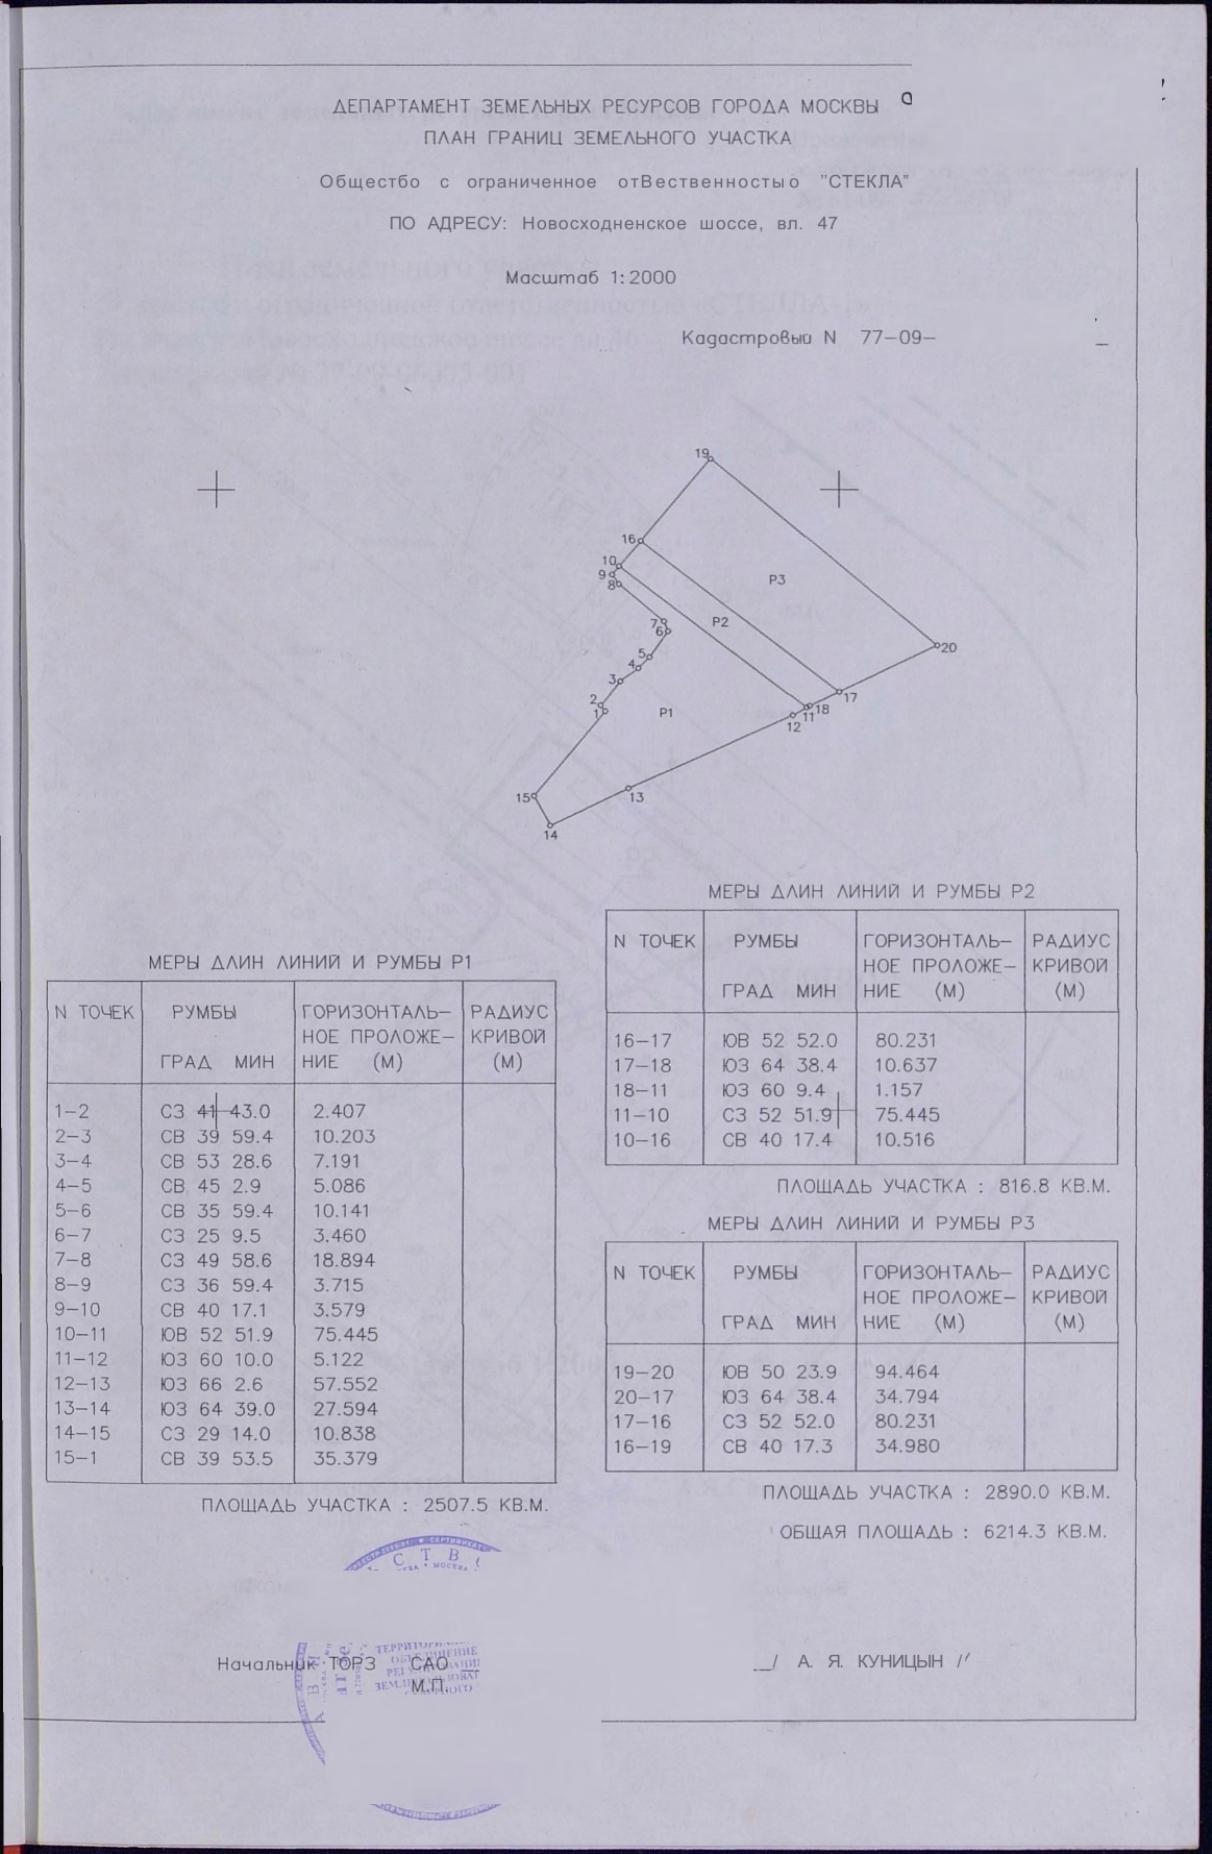 ДЕПАРТАМЕНТ ЗЕМЕЛЬНЫХ РЕСУРСОВ ГОРОДА МОСКВЫ
ПЛАН ГРАНИЦ ЗЕМЕЛЬНОГО УЧАСТКА
Общестбо с ограниченное отВественностыо "СТЕКЛА"
ПО АДРЕСУ: Новосходненское шоссе, вл. 47
Масштаб 1:2000
Кадастровый N 77-09-
19
16
10
9
8
P3
7
6
P2
20
5
4
3
2
1
P1
17
18
11
12
15
13
14
МЕРЫ ДЛИН ЛИНИЙ И РУМБЫ P1
N ТОЧЕК РУМБЫ ГОРИЗОНТАЛЬ- РАДИУС
НОЕ ПРОЛОЖЕ- КРИВОЙ
ГРАД МИН НИЕ (М) (М)
1-2 СЗ 41 43.0 2.407
2-3 СВ 39 59.4 10.203
3-4 СВ 53 28.6 7.191
4-5 СВ 45 2.9 5.086
5-6 СВ 35 59.4 10.141
6-7 СЗ 25 9.5 3.460
7-8 СЗ 49 58.6 18.894
8-9 СЗ 36 59.4 3.715
9-10 СВ 40 17.1 3.579
10-11 ЮВ 52 51.9 75.445
11-12 ЮЗ 60 10.0 5.122
12-13 ЮЗ 66 2.6 57.552
13-14 ЮЗ 64 39.0 27.594
14-15 СЗ 29 14.0 10.838
15-1 СВ 39 53.5 35.379
ПЛОЩАДЬ УЧАСТКА : 2507.5 КВ.М.
МЕРЫ ДЛИН ЛИНИЙ И РУМБЫ P2
N ТОЧЕК РУМБЫ ГОРИЗОНТАЛЬ- РАДИУС
НОЕ ПРОЛОЖЕ- КРИВОЙ
ГРАД МИН НИЕ (М) (М)
16-17 ЮВ 52 52.0 80.231
17-18 ЮЗ 64 38.4 10.637
18-11 ЮЗ 60 9.4 1.157
11-10 СЗ 52 51.9 75.445
10-16 СВ 40 17.4 10.516
ПЛОЩАДЬ УЧАСТКА : 816.8 КВ.М.
МЕРЫ ДЛИН ЛИНИЙ И РУМБЫ P3
N ТОЧЕК РУМБЫ ГОРИЗОНТАЛЬ- РАДИУС
НОЕ ПРОЛОЖЕ- КРИВОЙ
ГРАД МИН НИЕ (М) (М)
19-20 ЮВ 50 23.9 94.464
20-17 ЮЗ 64 38.4 34.794
17-16 СЗ 52 52.0 80.231
16-19 СВ 40 17.3 34.980
ПЛОЩАДЬ УЧАСТКА : 2890.0 КВ.М.
ОБЩАЯ ПЛОЩАДЬ : 6214.3 КВ.М.
Начальник ТОРЗ САО / А. Я. КУНИЦЫН /
М.П.